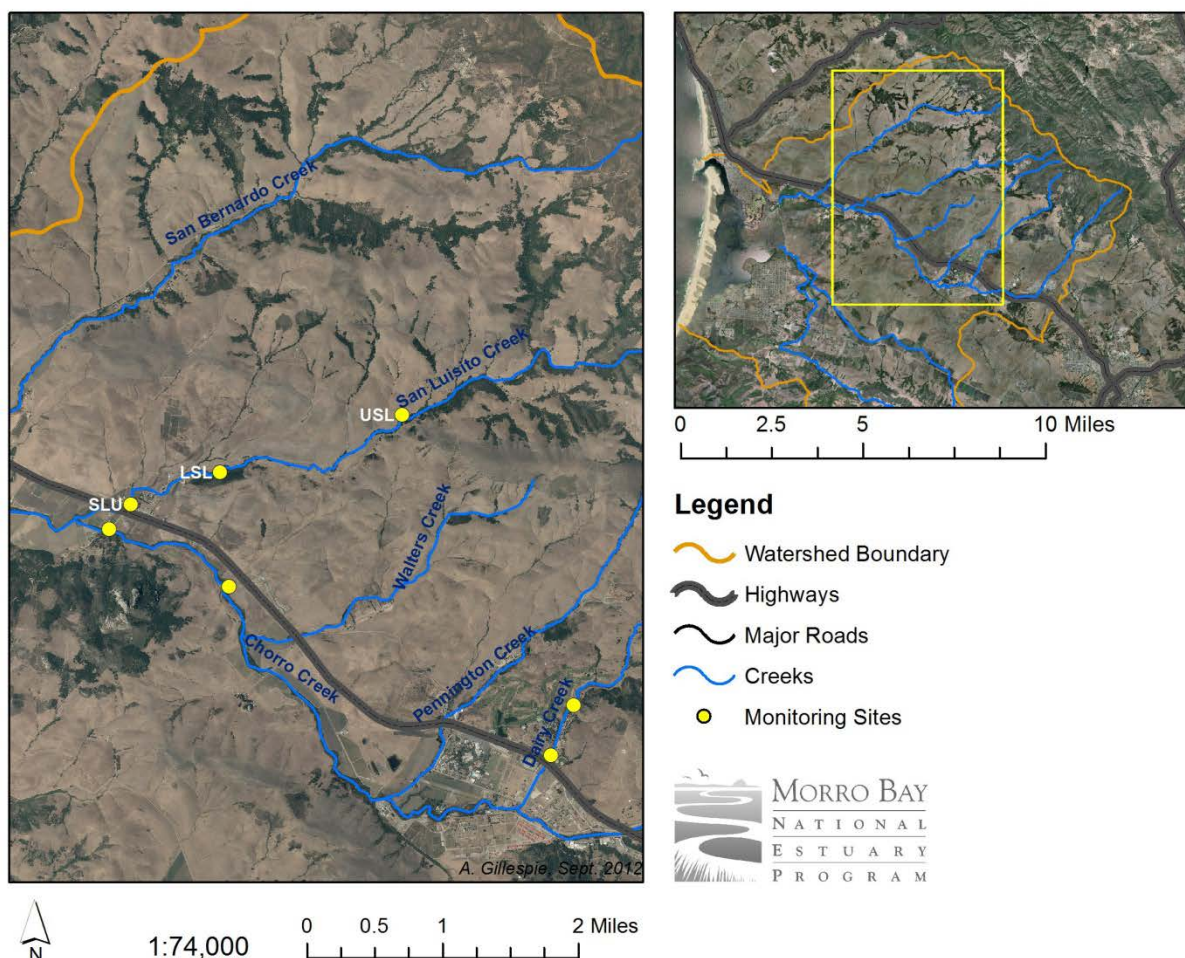 San Bernardo Creek
San Luisito Creek
USL
LSL
SLU
Walters Creek
Chorro Creek
Pennington Creek
Dairy Creek
A. Gillespie, Sept. 2012
N
1:74,000
0 0.5 1 2 Miles
0 2.5 5 10 Miles
Legend
Watershed Boundary
Highways
Major Roads
Creeks
Monitoring Sites
MORRO BAY
NATIONAL
ESTUARY
PROGRAM